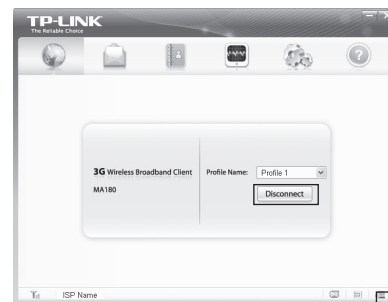 TP-LINK
The Reliable Choice
3G Wireless Broadband Client
MA180
Profile Name:
Profile 1
Disconnect
ISP Name